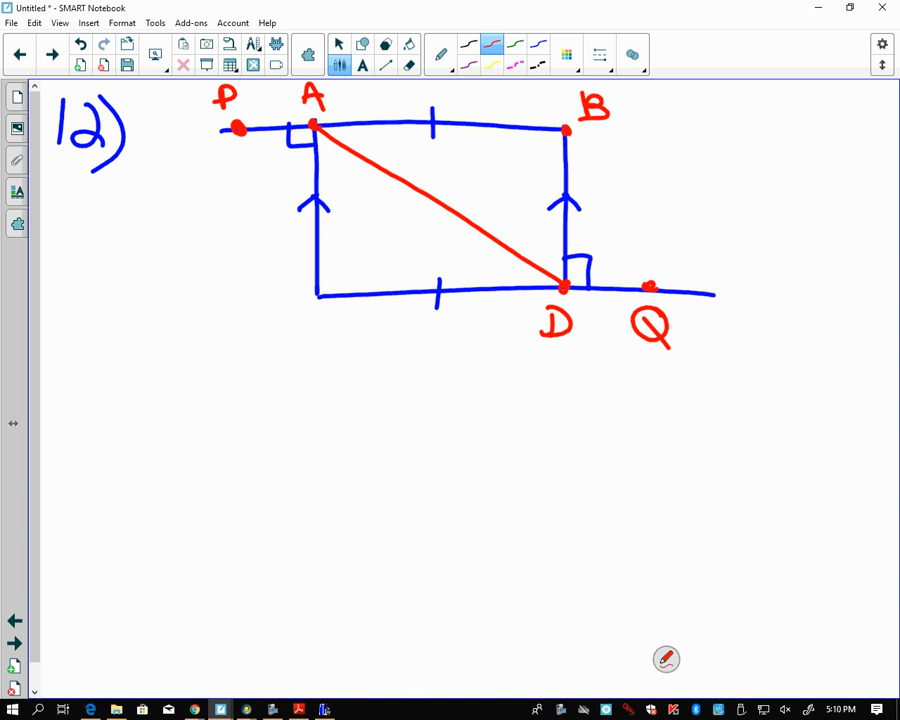 Untitled * - SMART Notebook
File Edit View Insert Format Tools Add-ons Account Help
12)
P A B
D Q
5:10 PM